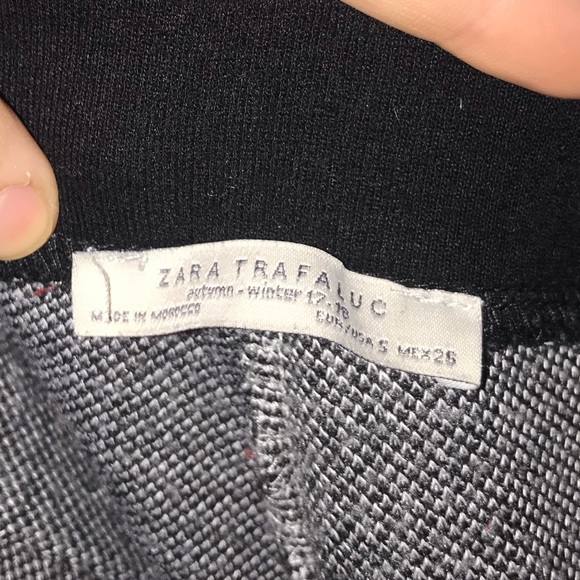 ZARA TRAFALUC
autumn - winter 17-18
MADE IN MOROCCO
EUR/USA S MEX 26